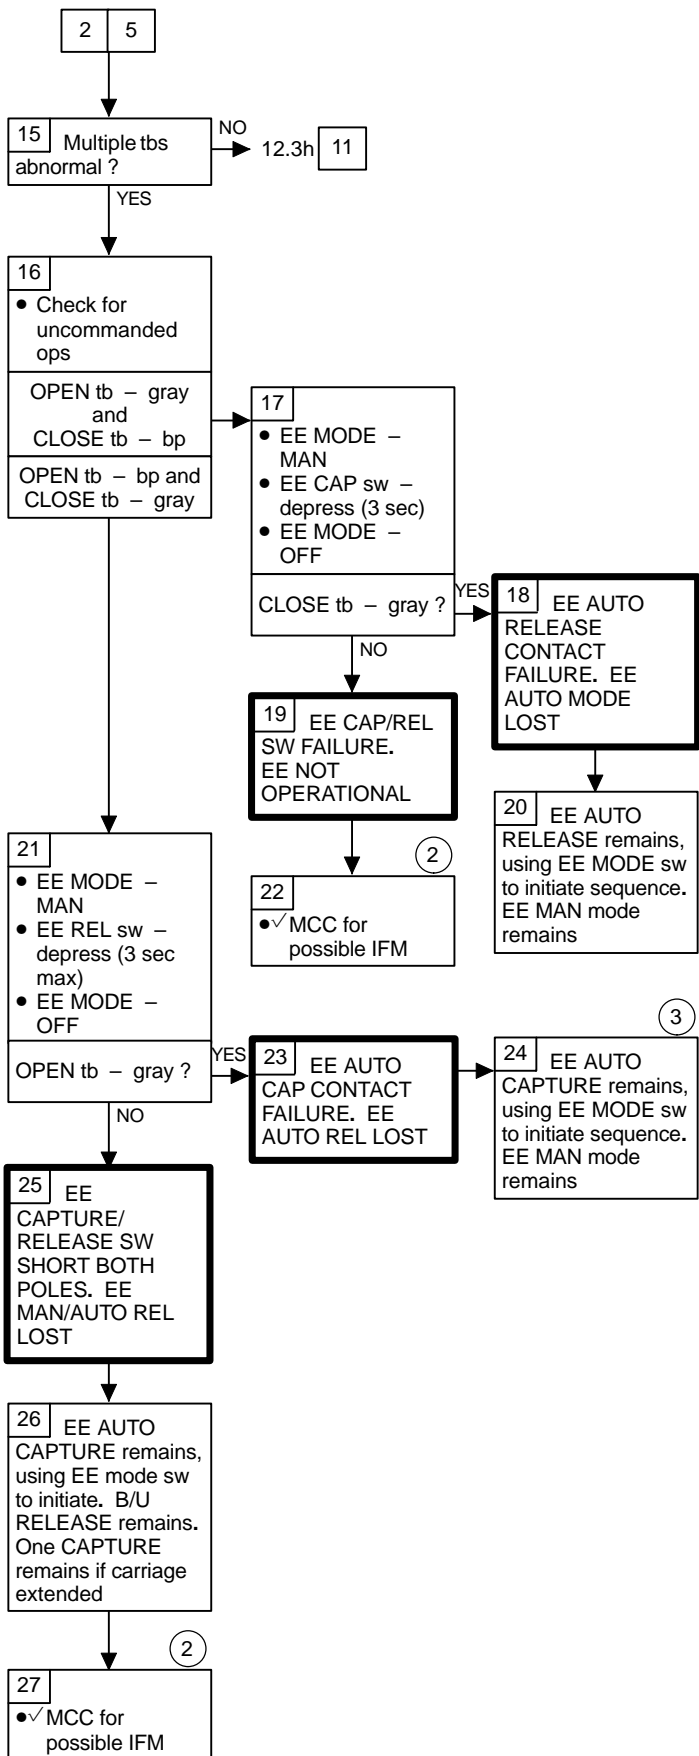 2 5
15 Multiple tbs
abnormal ?
NO
12.3h 11
YES
16
● Check for
uncommanded
ops
OPEN tb – gray
and
CLOSE tb – bp
OPEN tb – bp and
CLOSE tb – gray
17
● EE MODE –
MAN
● EE CAP sw –
depress (3 sec)
● EE MODE –
OFF
CLOSE tb – gray ?
YES
NO
18 EE AUTO
RELEASE
CONTACT
FAILURE. EE
AUTO MODE
LOST
19 EE CAP/REL
SW FAILURE.
EE NOT
OPERATIONAL
20 EE AUTO
RELEASE remains,
using EE MODE sw
to initiate sequence.
EE MAN mode
remains
21
● EE MODE –
MAN
● EE REL sw –
depress (3 sec
max)
● EE MODE –
OFF
OPEN tb – gray ?
YES
NO
2
22
●√MCC for
possible IFM
23 EE AUTO
CAP CONTACT
FAILURE. EE
AUTO REL LOST
3
24 EE AUTO
CAPTURE remains,
using EE MODE sw
to initiate sequence.
EE MAN mode
remains
25 EE
CAPTURE/
RELEASE SW
SHORT BOTH
POLES. EE
MAN/AUTO REL
LOST
26 EE AUTO
CAPTURE remains,
using EE mode sw
to initiate. B/U
RELEASE remains.
One CAPTURE
remains if carriage
extended
2
27
●√MCC for
possible IFM